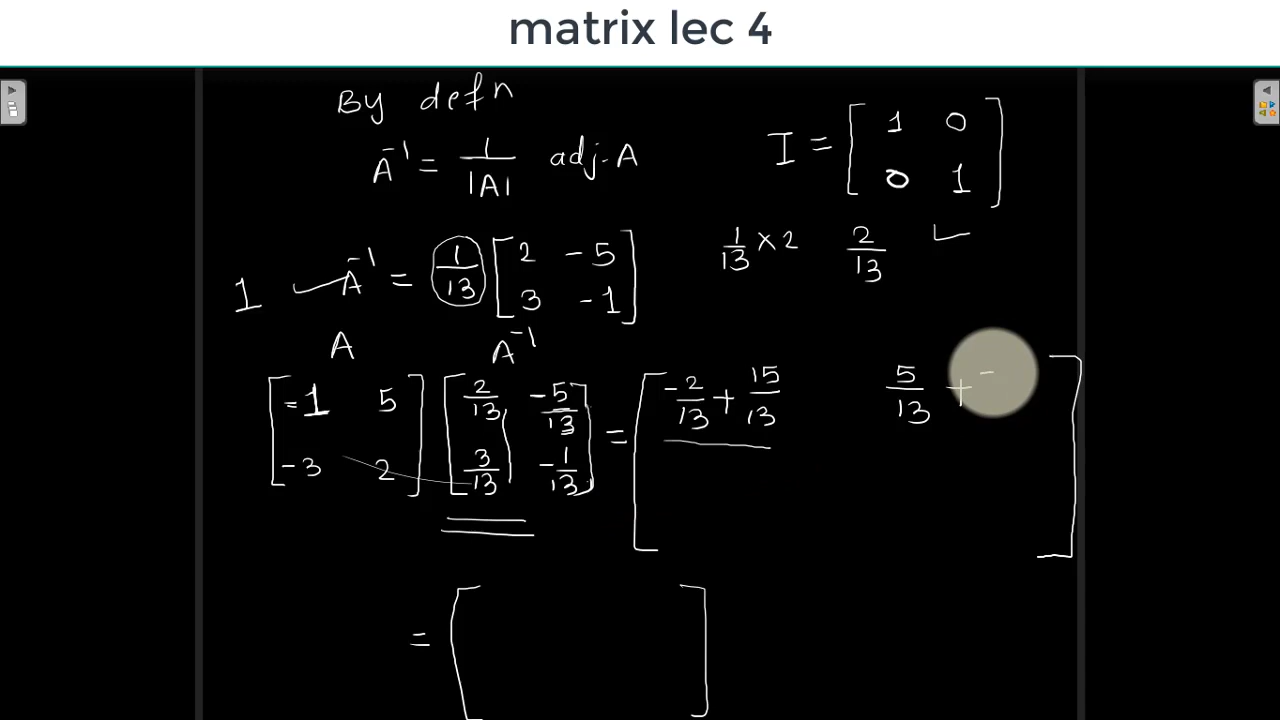 matrix lec 4
By defn
A⁻¹ = 1/|A| adj. A
I = [1 0
0 1]
1 A⁻¹ = 1/13 [2 -5
3 -1]
1/13 × 2 2/13
A A⁻¹
[-1 5
-3 2] [2/13 -5/13
3/13 -1/13] = [-2/13 + 15/13 5/13 + - ]
= [ ]